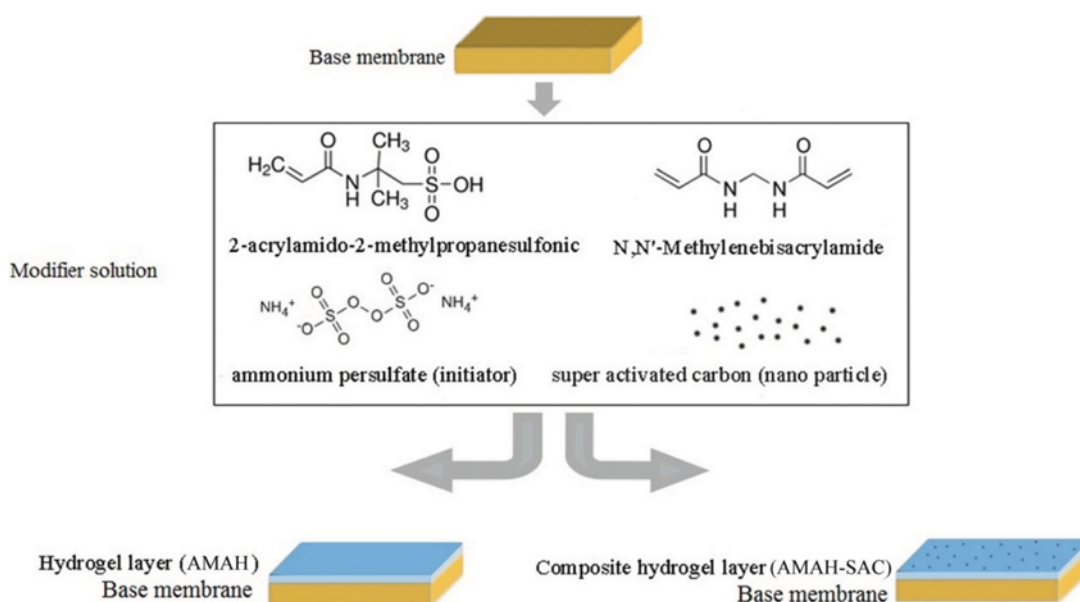 Base membrane
H₂C
O
N
H
CH₃
CH₃
O
S
O
OH
2-acrylamido-2-methylpropanesulfonic
O
N
H
N
H
O
N,N'-Methylenebisacrylamide
Modifier solution
NH₄⁺
⁻O
O
S
O
O
O
O
S
O
O⁻
NH₄⁺
ammonium persulfate (initiator)
super activated carbon (nano particle)
Hydrogel layer (AMAH)
Base membrane
Composite hydrogel layer (AMAH-SAC)
Base membrane